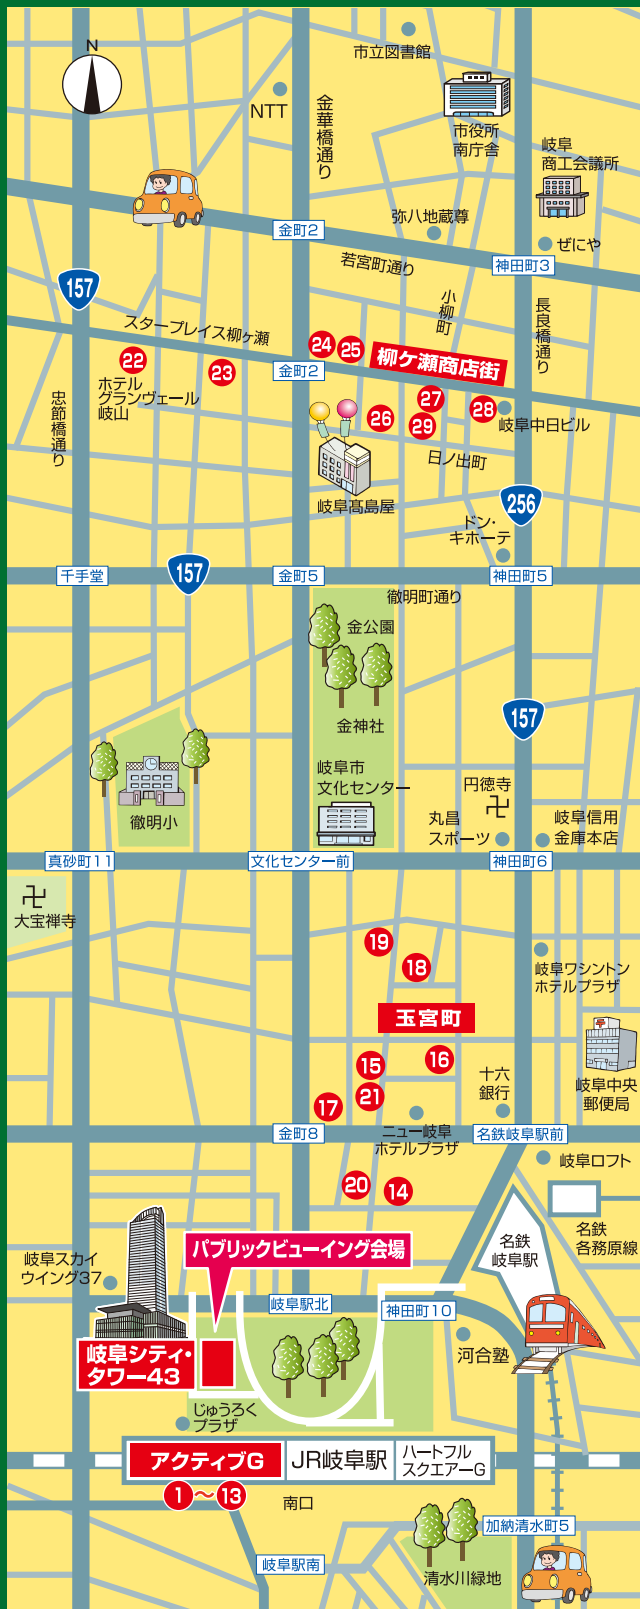 市立図書館
N
NTT
金華橋通り
市役所
南庁舎
岐阜
商工会議所
弥八地蔵尊
金町2
ぜにや
若宮町通り
神田町3
157
小柳町
長良橋通り
スタープレイス柳ヶ瀬
24
25
柳ケ瀬商店街
22
23
金町2
ホテル
グランヴェール
岐山
忠節橋通り
27
28
26
29
岐阜中日ビル
日ノ出町
岐阜髙島屋
256
ドン・
キホーテ
千手堂
157
金町5
神田町5
徹明町通り
金公園
金神社
157
岐阜市
文化センター
円徳寺
卍
徹明小
丸昌
スポーツ
岐阜信用
金庫本店
真砂町11
文化センター前
神田町6
卍
大宝禅寺
19
18
岐阜ワシントン
ホテルプラザ
玉宮町
〒
16
15
21
17
十六
銀行
岐阜中央
郵便局
金町8
ニュー岐阜
ホテルプラザ
名鉄岐阜駅前
岐阜ロフト
20
14
名鉄
各務原線
名鉄
岐阜駅
パブリックビューイング会場
岐阜スカイ
ウイング37
岐阜駅北
神田町10
岐阜シティ・
タワー43
河合塾
じゅうろく
プラザ
アクティブG
JR岐阜駅
ハートフル
スクエアーG
1～13
南口
加納清水町5
岐阜駅南
清水川緑地